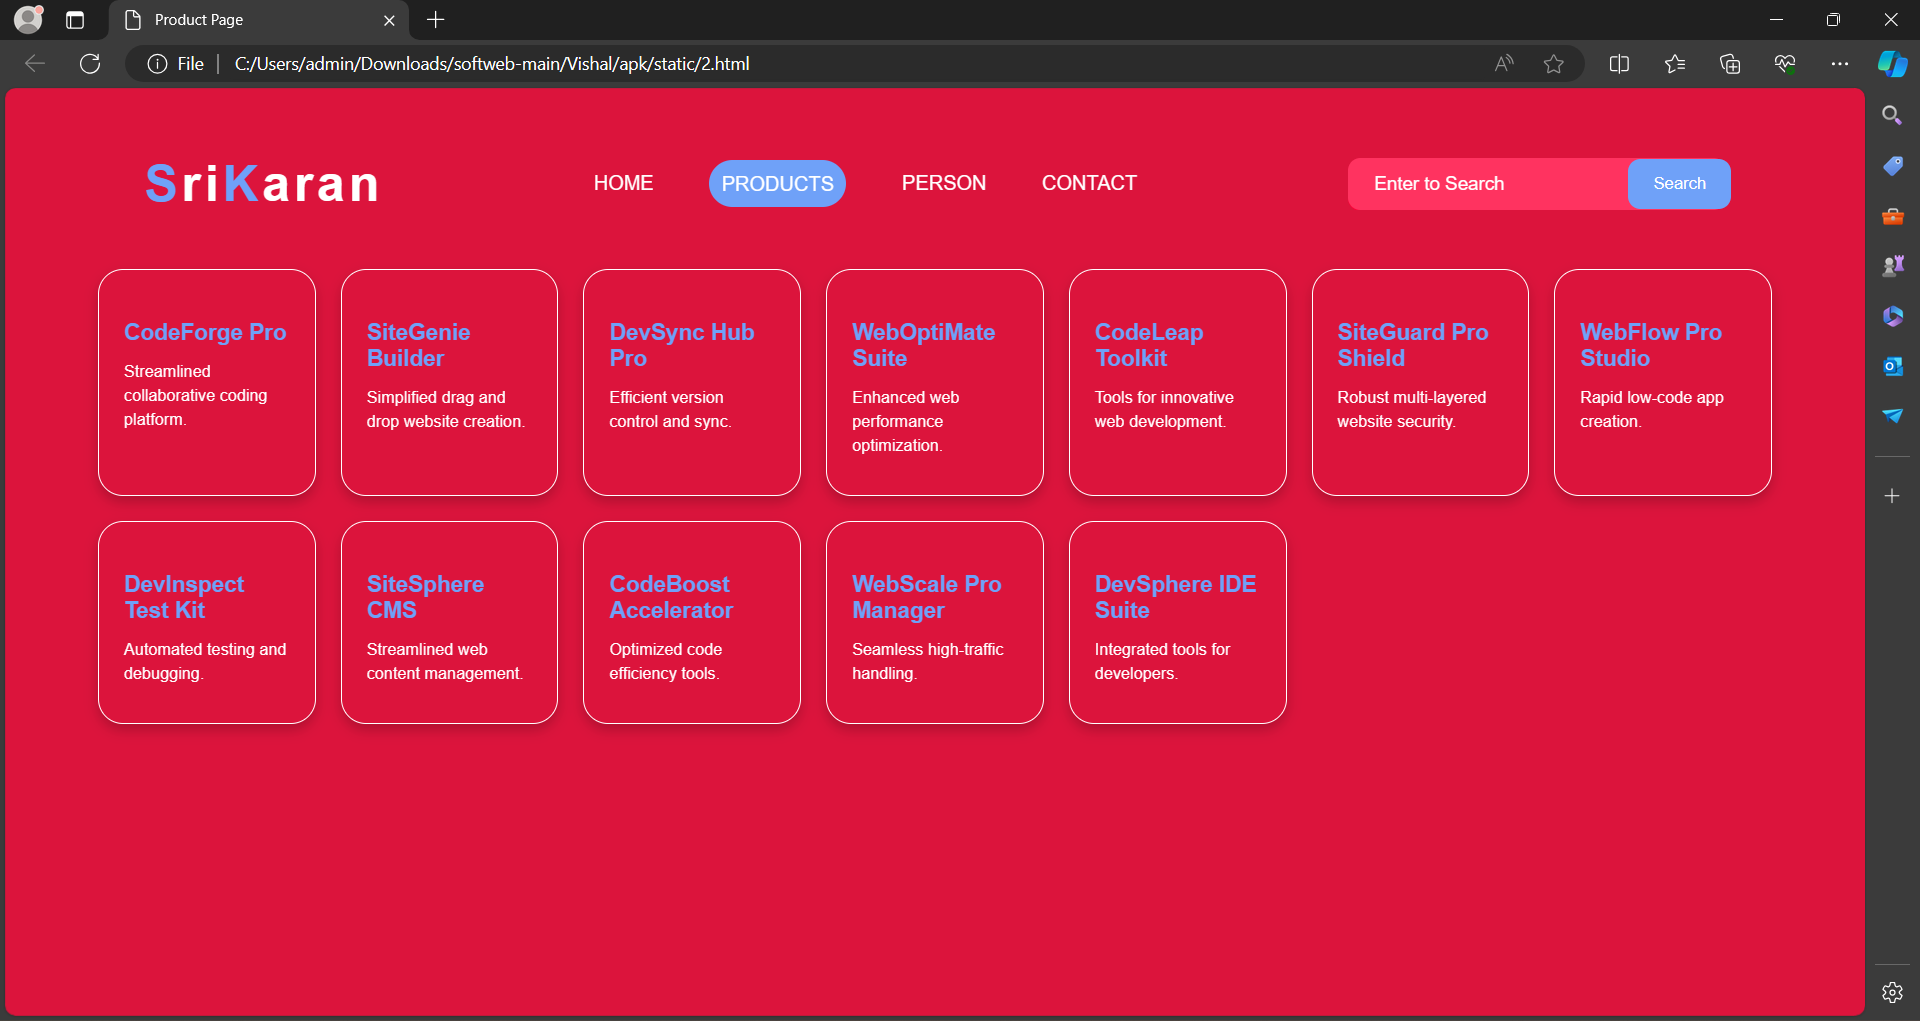 Product Page
File
C:/Users/admin/Downloads/softweb-main/Vishal/apk/static/2.html
SriKaran
HOME
PRODUCTS
PERSON
CONTACT
Enter to Search
Search
CodeForge Pro
Streamlined
collaborative coding
platform.
SiteGenie
Builder
Simplified drag and
drop website creation.
DevSync Hub
Pro
Efficient version
control and sync.
WebOptiMate
Suite
Enhanced web
performance
optimization.
CodeLeap
Toolkit
Tools for innovative
web development.
SiteGuard Pro
Shield
Robust multi-layered
website security.
WebFlow Pro
Studio
Rapid low-code app
creation.
DevInspect
Test Kit
Automated testing and
debugging.
SiteSphere
CMS
Streamlined web
content management.
CodeBoost
Accelerator
Optimized code
efficiency tools.
WebScale Pro
Manager
Seamless high-traffic
handling.
DevSphere IDE
Suite
Integrated tools for
developers.